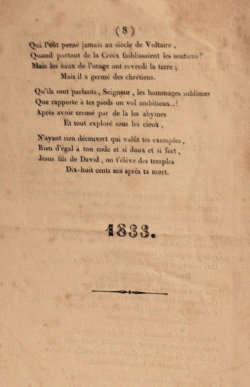 (8)
Qui l'eût pensé jamais au siècle de Voltaire,
Quand partout de la Croix faiblissaient les soutiens?
Mais les eaux de l'orage ont reverdi la terre;
Mais il a germé des chrétiens.
Qu'ils sont parlants, Seigneur, les hommages sublimes
Que rapporte à tes pieds un vol ambitieux..!
Après avoir creusé par de là les abymes
Et tout exploré sous les cieux,
N'ayant rien découvert qui valût tes exemples,
Rien d'égal à ton code et si doux et si fort,
Jésus fils de David, on t'élève des temples
Dix-huit cents ans après ta mort.
1833.